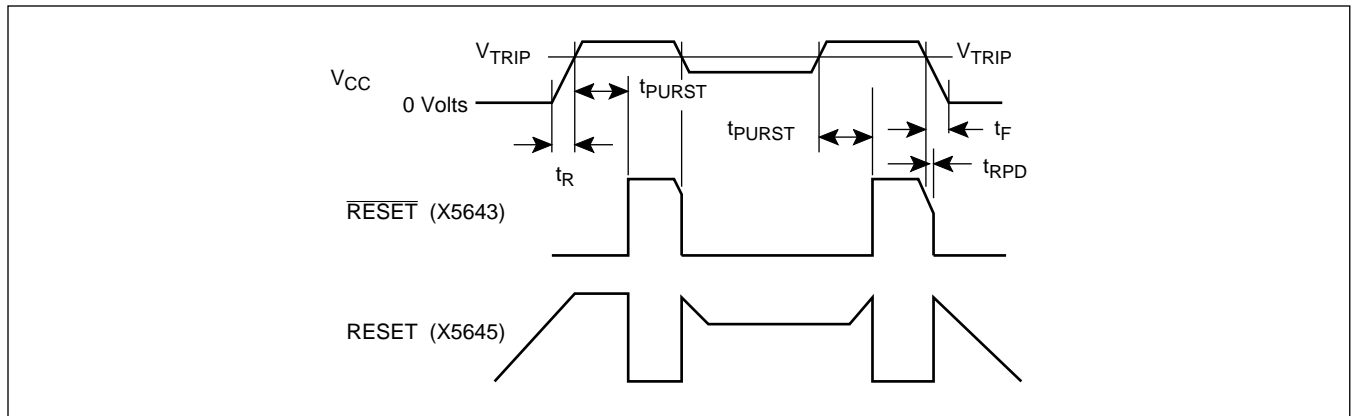 VTRIP VTRIP
VCC
0 Volts
tPURST
tPURST
tF
tR
tRPD
RESET (X5643)
RESET (X5645)